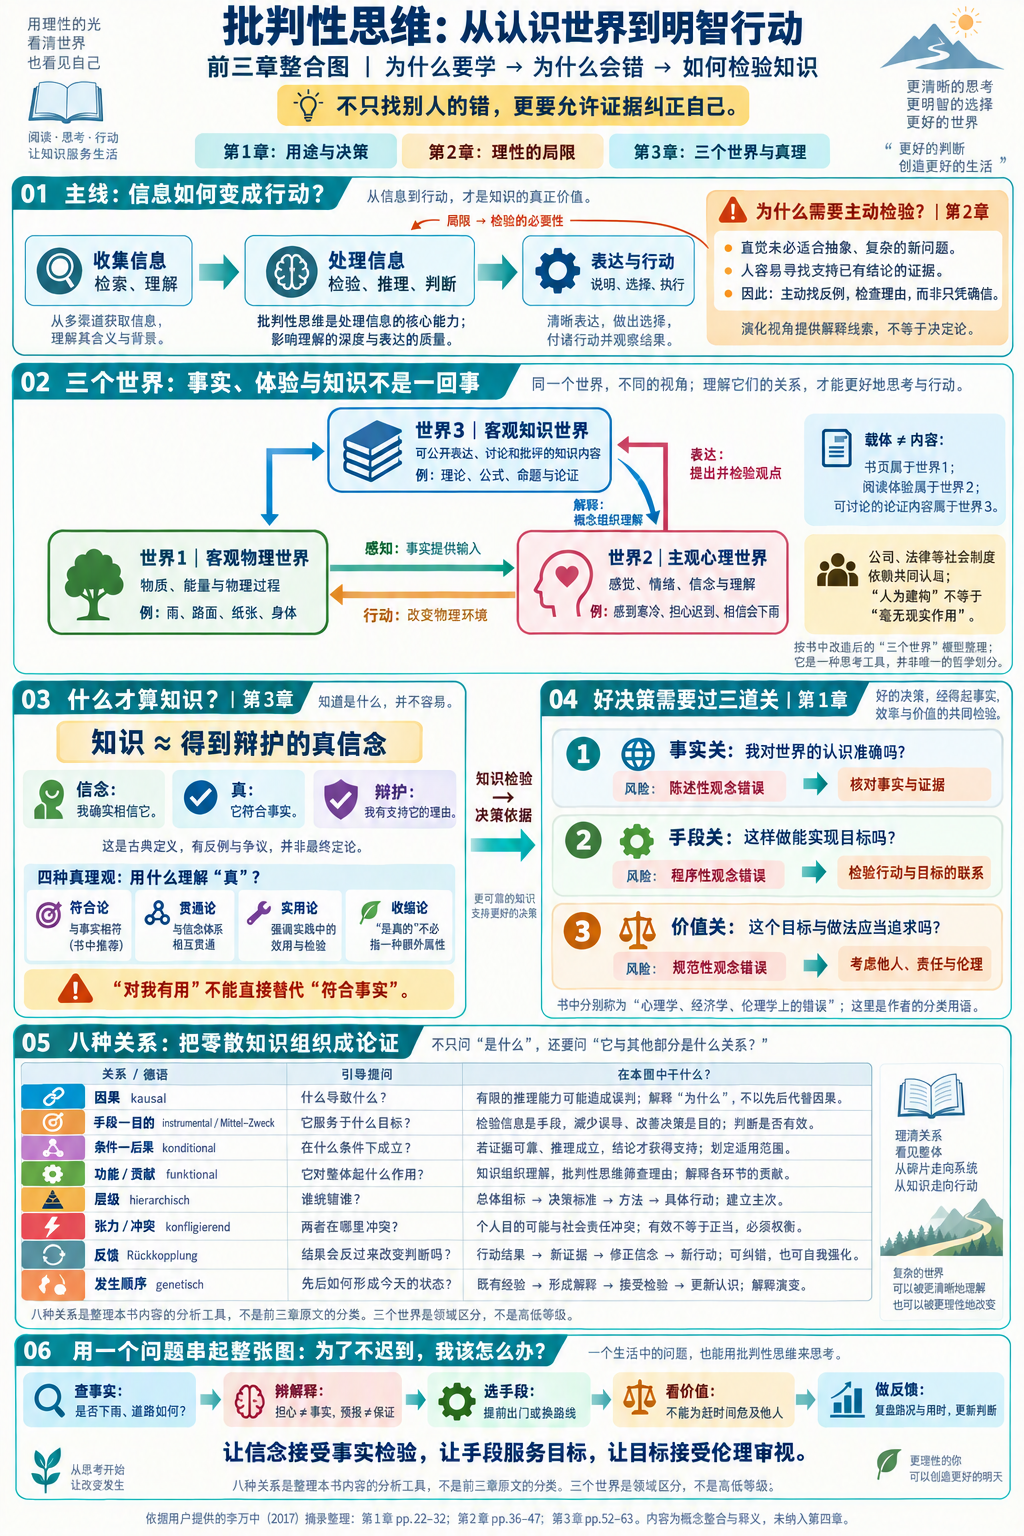 用理性的光
看清世界
也看见自己
阅读·思考·行动
让知识服务生活
批判性思维：从认识世界到明智行动
前三章整合图 | 为什么要学 → 为什么会错 → 如何检验知识
不只找别人的错，更要允许证据纠正自己。
更清晰的思考
更明智的选择
更好的世界
“ 更好的判断
创造更好的生活 ”
第1章：用途与决策
第2章：理性的局限
第3章：三个世界与真理
01 主线：信息如何变成行动？
从信息到行动，才是知识的真正价值。
局限 → 检验的必要性
收集信息
检索、理解
从多渠道获取信息，
理解其含义与背景。
处理信息
检验、推理、判断
批判性思维是处理信息的核心能力；
影响理解的深度与表达的质量。
表达与行动
说明、选择、执行
清晰表达，做出选择，
付诸行动并观察结果。
为什么需要主动检验？ | 第2章
• 直觉未必适合抽象、复杂的新问题。
• 人容易寻找支持已有结论的证据。
• 因此：主动找反例，检查理由，而非只凭确信。
演化视角提供解释线索，不等于决定论。
02 三个世界：事实、体验与知识不是一回事
同一个世界，不同的视角；理解它们的关系，才能更好地思考与行动。
世界3 | 客观知识世界
可公开表达、讨论和批评的知识内容
例：理论、公式、命题与论证
表达：
提出并检验观点
解释：
概念组织理解
世界1 | 客观物理世界
物质、能量与物理过程
例：雨、路面、纸张、身体
感知：事实提供输入
行动：改变物理环境
世界2 | 主观心理世界
感觉、情绪、信念与理解
例：感到寒冷、担心迟到、相信会下雨
载体 ≠ 内容：
书页属于世界1；
阅读体验属于世界2；
可讨论的论证内容属于世界3。
公司、法律等社会制度
依赖共同认同；
“人为建构”不等于
“毫无现实作用”。
按书中改造后的“三个世界”模型整理；
它是一种思考工具，并非唯一的哲学划分。
03 什么才算知识？ | 第3章
知道是什么，并不容易。
知识 ≈ 得到辩护的真信念
信念：
我确实相信它。
真：
它符合事实。
辩护：
我有支持它的理由。
这是古典定义，有反例与争议，并非最终定论。
四种真理观：用什么理解“真”？
符合论
与事实相符
（书中推荐）
贯通论
与信念体系
相互贯通
实用论
强调实践中的
效用与检验
收缩论
“是真的”不必
指一种额外属性
“对我有用”不能直接替代“符合事实”。
知识检验
→
决策依据
更可靠的知识
支持更好的决策
04 好决策需要过三道关 | 第1章
好的决策，经得起事实，
效率与价值的共同检验。
1 事实关：我对世界的认识准确吗？
风险： 陈述性观念错误
核对事实与证据
2 手段关：这样做能实现目标吗？
风险： 程序性观念错误
检验行动与目标的联系
3 价值关：这个目标与做法应当追求吗？
风险： 规范性观念错误
考虑他人、责任与伦理
书中分别称为“心理学、经济学、伦理学上的错误”；这里是作者的分类用语。
05 八种关系：把零散知识组织成论证
不只问“是什么”，还要问“它与其他部分是什么关系？”
关系 / 德语 引导提问 在本图中干什么？
因果 kausal 什么导致什么？ 有限的推理能力可能造成误判；解释“为什么”，不以先后代替因果。
手段—目的 instrumental / Mittel–Zweck 它服务于什么目标？ 检验信息是手段，减少误导、改善决策是目的；判断是否有效。
条件—后果 konditional 在什么条件下成立？ 若证据可靠、推理成立，结论才获得支持；划定适用范围。
功能 / 贡献 funktional 它对整体起什么作用？ 知识组织理解，批判性思维筛查理由；解释各环节的贡献。
层级 hierarchisch 谁统辖谁？ 总体目标 → 决策标准 → 方法 → 具体行动；建立主次。
张力 / 冲突 konfligierend 两者在哪里冲突？ 个人目的可能与社会责任冲突；有效不等于正当，必须权衡。
反馈 Rückkopplung 结果会反过来改变判断吗？ 行动结果 → 新证据 → 修正信念 → 新行动；可纠错，也可自我强化。
发生顺序 genetisch 先后如何形成今天的状态？ 既有经验 → 形成解释 → 接受检验 → 更新认识；解释演变。
八种关系是整理本书内容的分析工具，不是前三章原文的分类。三个世界是领域区分，不是高低等级。
理清关系
看见整体
从碎片走向系统
从知识走向行动
复杂的世界
可以被更清晰地理解
也可以被更理性地改变
06 用一个问题串起整张图：为了不迟到，我该怎么办？
一个生活中的问题，也能用批判性思维来思考。
查事实：
是否下雨、道路如何？
辩解释：
担心 ≠ 事实，预报 ≠ 保证
选手段：
提前出门或换路线
看价值：
不能为赶时间危及他人
做反馈：
复盘路况与用时，更新判断
从思考开始
让改变发生
让信念接受事实检验，让手段服务目标，让目标接受伦理审视。
八种关系是整理本书内容的分析工具，不是前三章原文的分类。三个世界是领域区分，不是高低等级。
更理性的你
可以创造更好的明天
依据用户提供的李万中（2017）摘录整理：第1章 pp.22–32；第2章 pp.36–47；第3章 pp.52–63。内容为概念整合与释义，未纳入第四章。